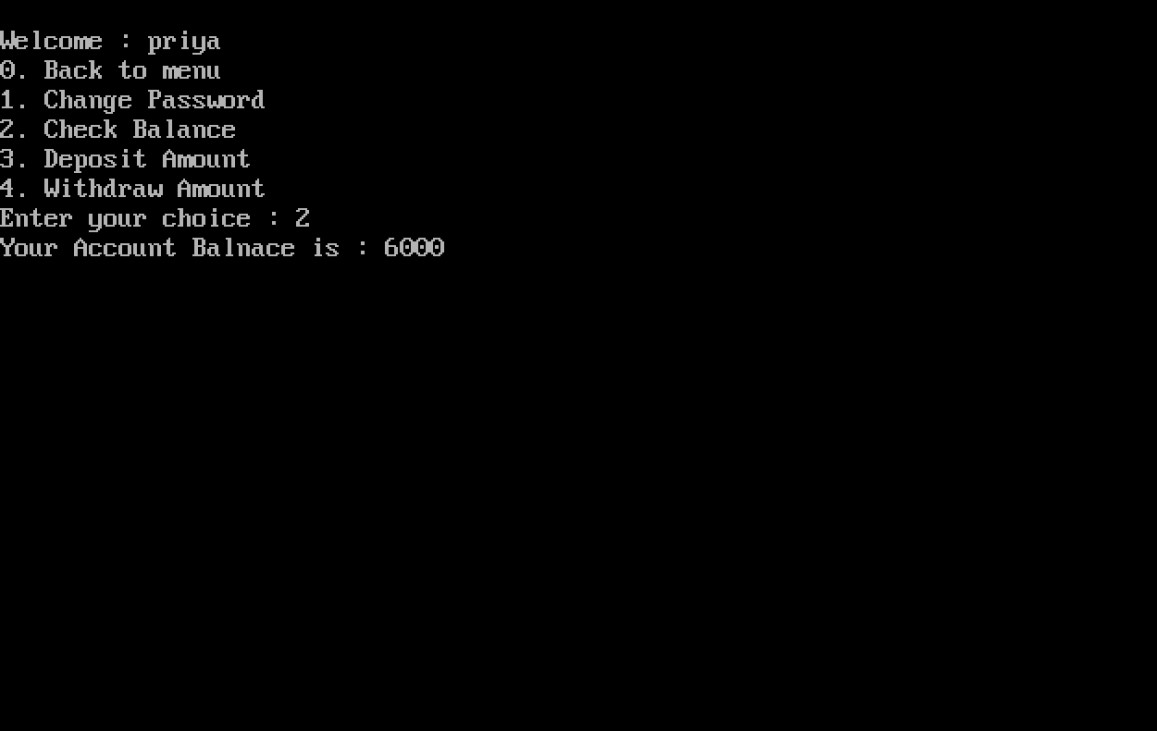 Welcome : priya
0. Back to menu
1. Change Password
2. Check Balance
3. Deposit Amount
4. Withdraw Amount
Enter your choice : 2
Your Account Balnace is : 6000